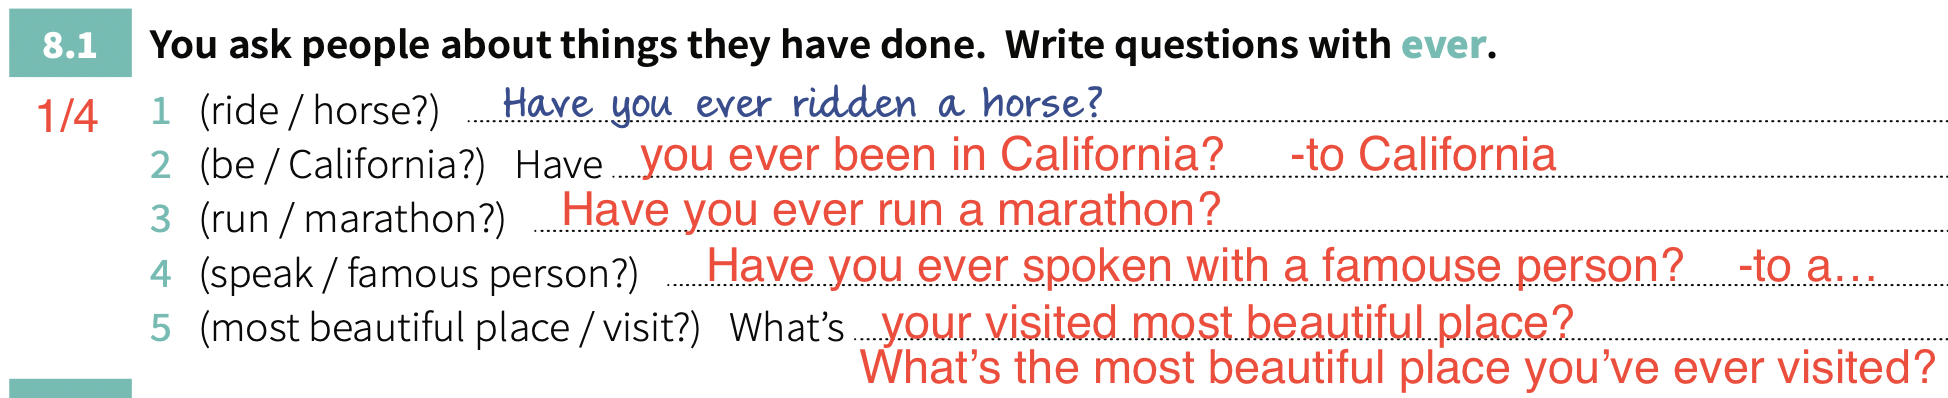 8.1 You ask people about things they have done. Write questions with ever.
1/4 1 (ride / horse?) Have you ever ridden a horse?
2 (be / California?) Have you ever been in California? -to California
3 (run / marathon?) Have you ever run a marathon?
4 (speak / famous person?) Have you ever spoken with a famouse person? -to a…
5 (most beautiful place / visit?) What’s your visited most beautiful place?
What’s the most beautiful place you’ve ever visited?